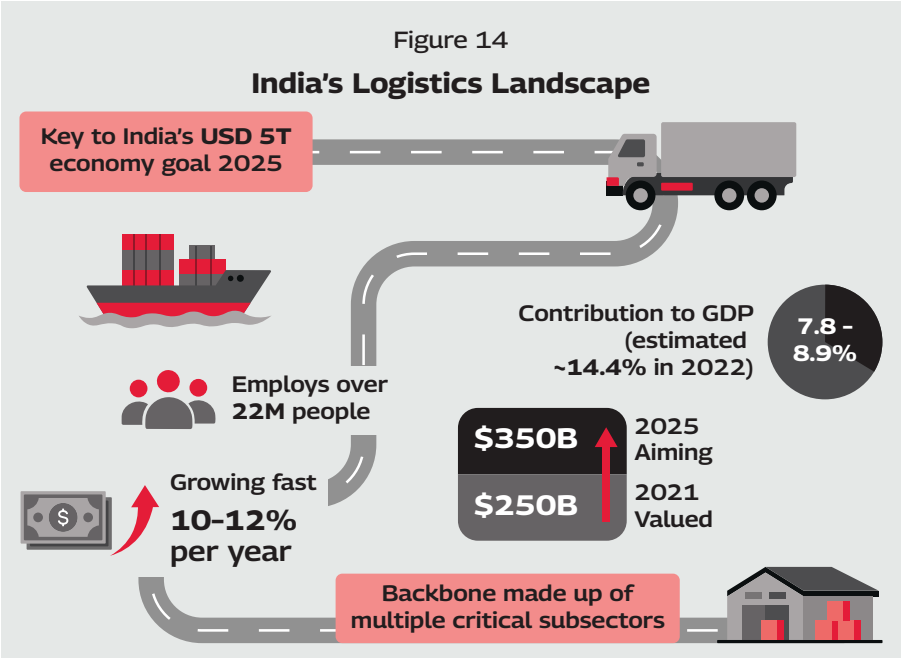 Figure 14
India's Logistics Landscape
Key to India's USD 5T
economy goal 2025
Contribution to GDP
(estimated
~14.4% in 2022)
7.8 -
8.9%
Employs over
22M people
$350B
2025
Aiming
$250B
2021
Valued
$
Growing fast
10-12%
per year
Backbone made up of
multiple critical subsectors